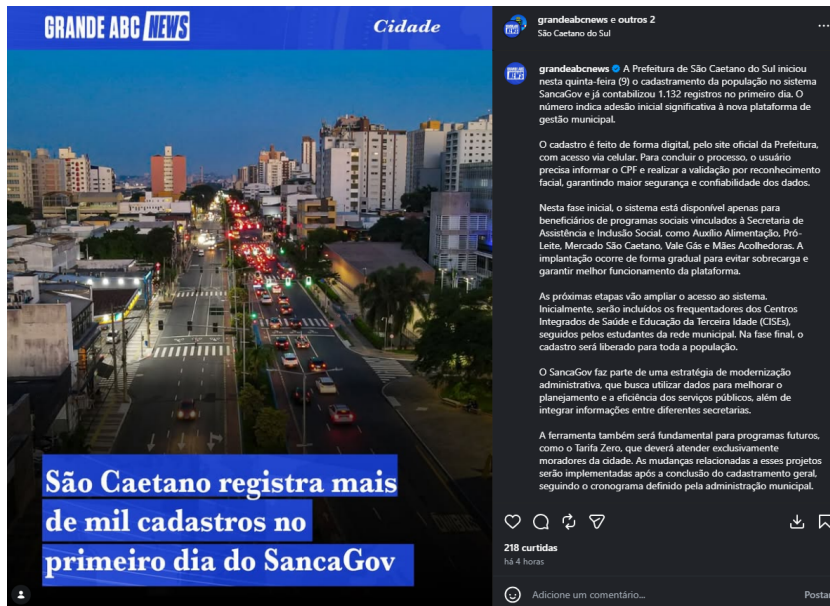 GRANDE ABC NEWS
Cidade
São Caetano registra mais
de mil cadastros no
primeiro dia do SancaGov
grandeabcnews e outros 2
São Caetano do Sul
grandeabcnews A Prefeitura de São Caetano do Sul iniciou
nesta quinta-feira (9) o cadastramento da população no sistema
SancaGov e já contabilizou 1.132 registros no primeiro dia. O
número indica adesão inicial significativa à nova plataforma de
gestão municipal.
O cadastro é feito de forma digital, pelo site oficial da Prefeitura,
com acesso via celular. Para concluir o processo, o usuário
precisa informar o CPF e realizar a validação por reconhecimento
facial, garantindo maior segurança e confiabilidade dos dados.
Nesta fase inicial, o sistema está disponível apenas para
beneficiários de programas sociais vinculados à Secretaria de
Assistência e Inclusão Social, como Auxílio Alimentação, Pró-
Leite, Mercado São Caetano, Vale Gás e Mães Acolhedoras. A
implantação ocorre de forma gradual para evitar sobrecarga e
garantir melhor funcionamento da plataforma.
As próximas etapas vão ampliar o acesso ao sistema.
Inicialmente, serão incluídos os frequentadores dos Centros
Integrados de Saúde e Educação da Terceira Idade (CISEs),
seguidos pelos estudantes da rede municipal. Na fase final, o
cadastro será liberado para toda a população.
O SancaGov faz parte de uma estratégia de modernização
administrativa, que busca utilizar dados para melhorar o
planejamento e a eficiência dos serviços públicos, além de
integrar informações entre diferentes secretarias.
A ferramenta também será fundamental para programas futuros,
como o Tarifa Zero, que deverá atender exclusivamente
moradores da cidade. As mudanças relacionadas a esses projetos
serão implementadas após a conclusão do cadastramento geral,
seguindo o cronograma definido pela administração municipal.
218 curtidas
há 4 horas
Adicione um comentário...
Postar